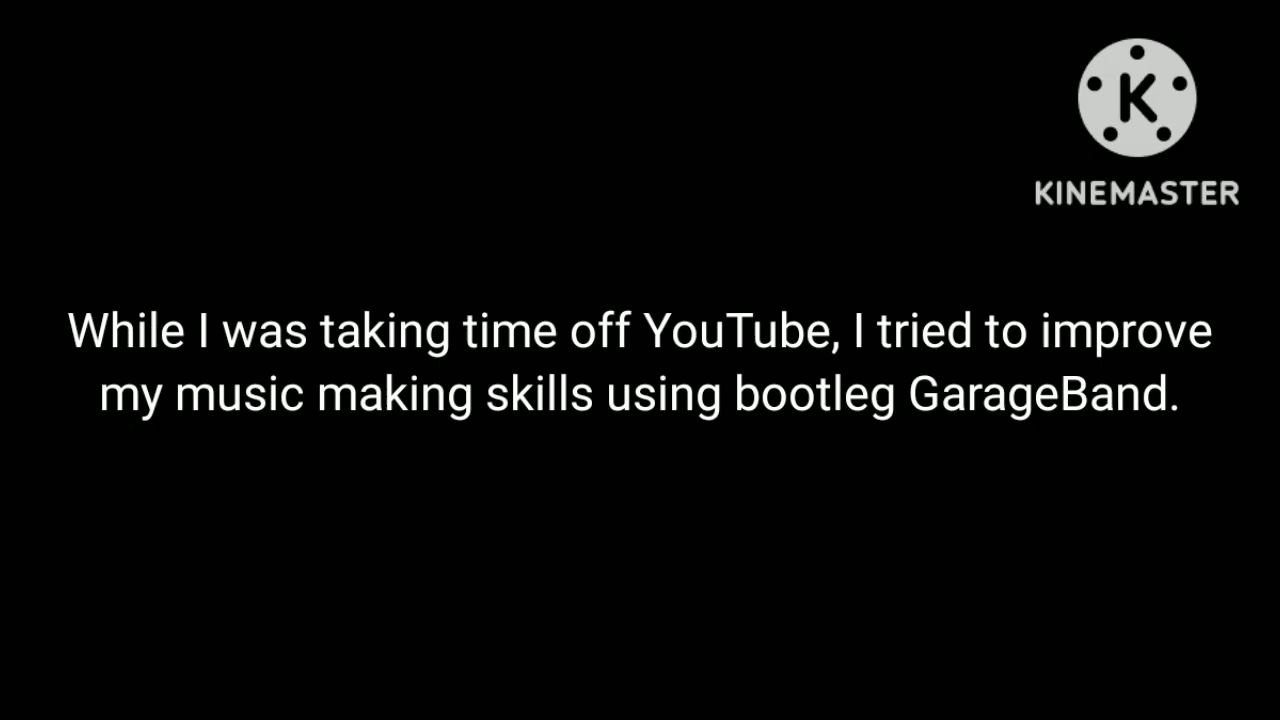 K
KINEMASTER
While I was taking time off YouTube, I tried to improve
my music making skills using bootleg GarageBand.